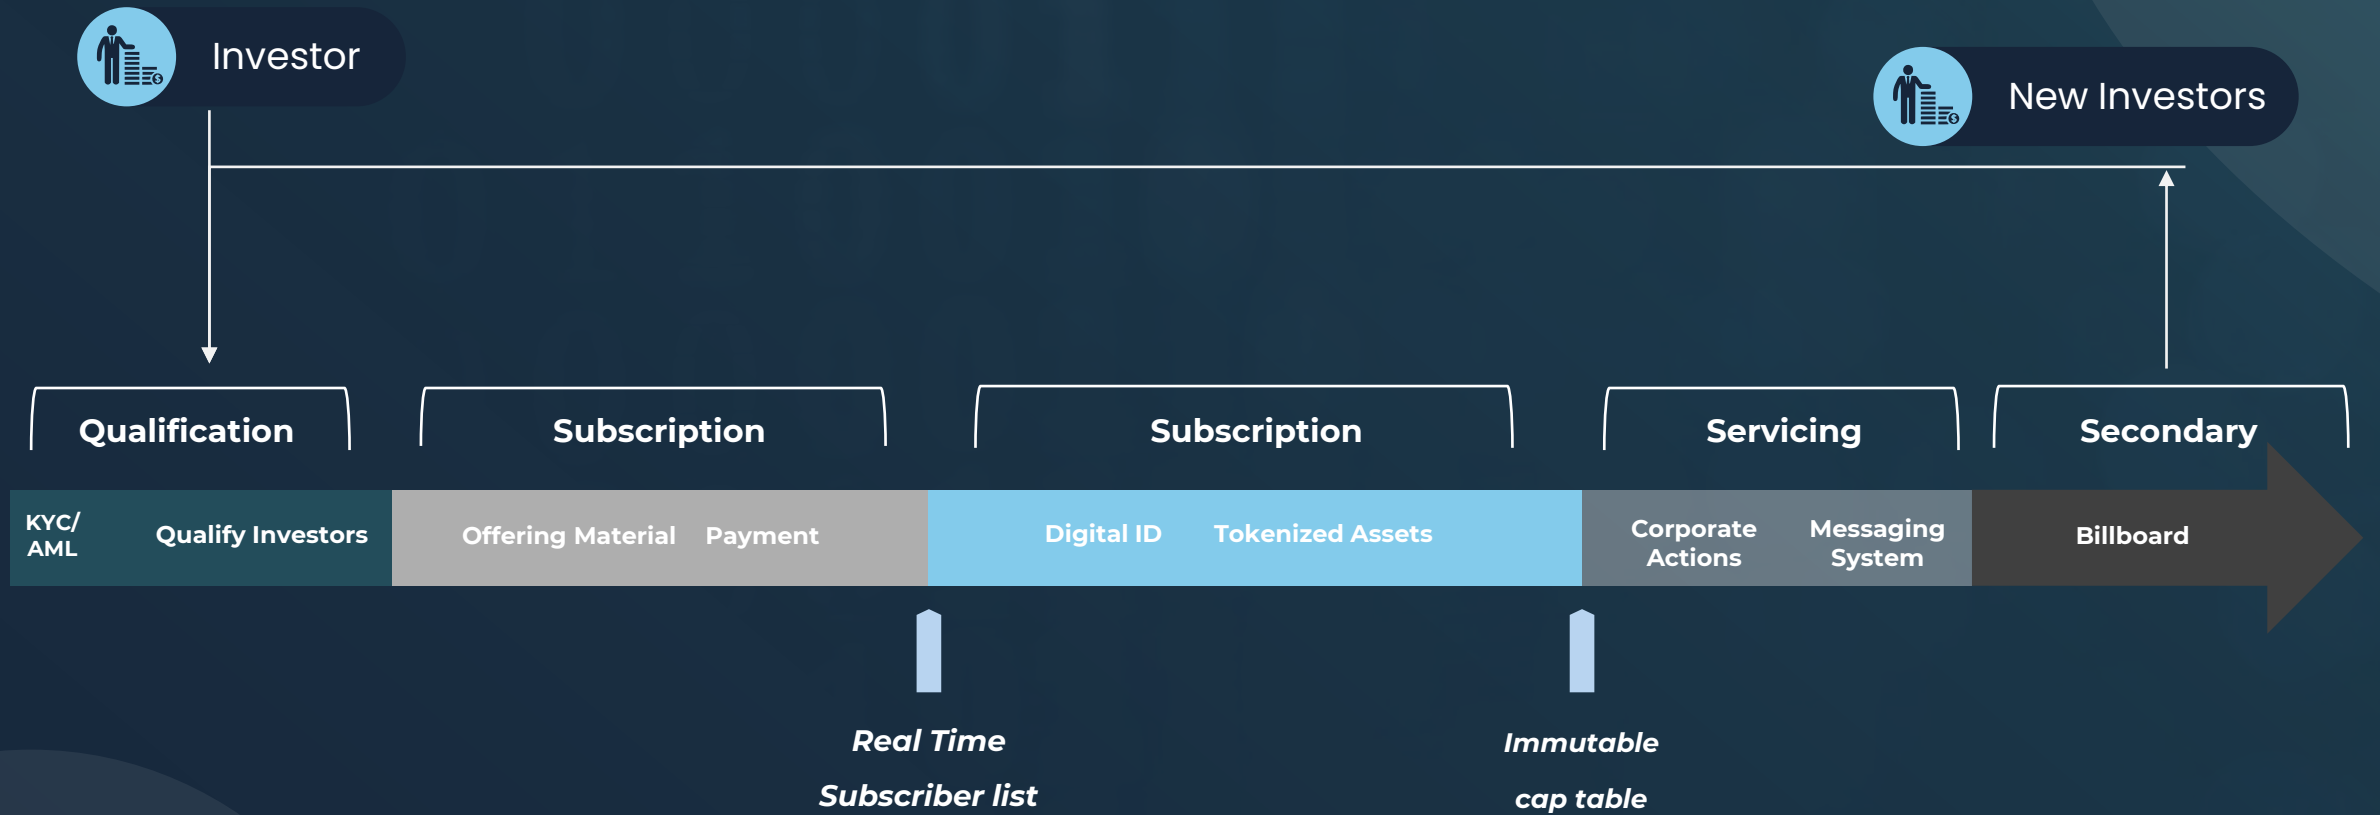 Investor
New Investors
Qualification
Subscription
Subscription
Servicing
Secondary
KYC/
AML
Qualify Investors
Offering Material
Payment
Digital ID
Tokenized Assets
Corporate
Actions
Messaging
System
Billboard
Real Time
Subscriber list
Immutable
cap table